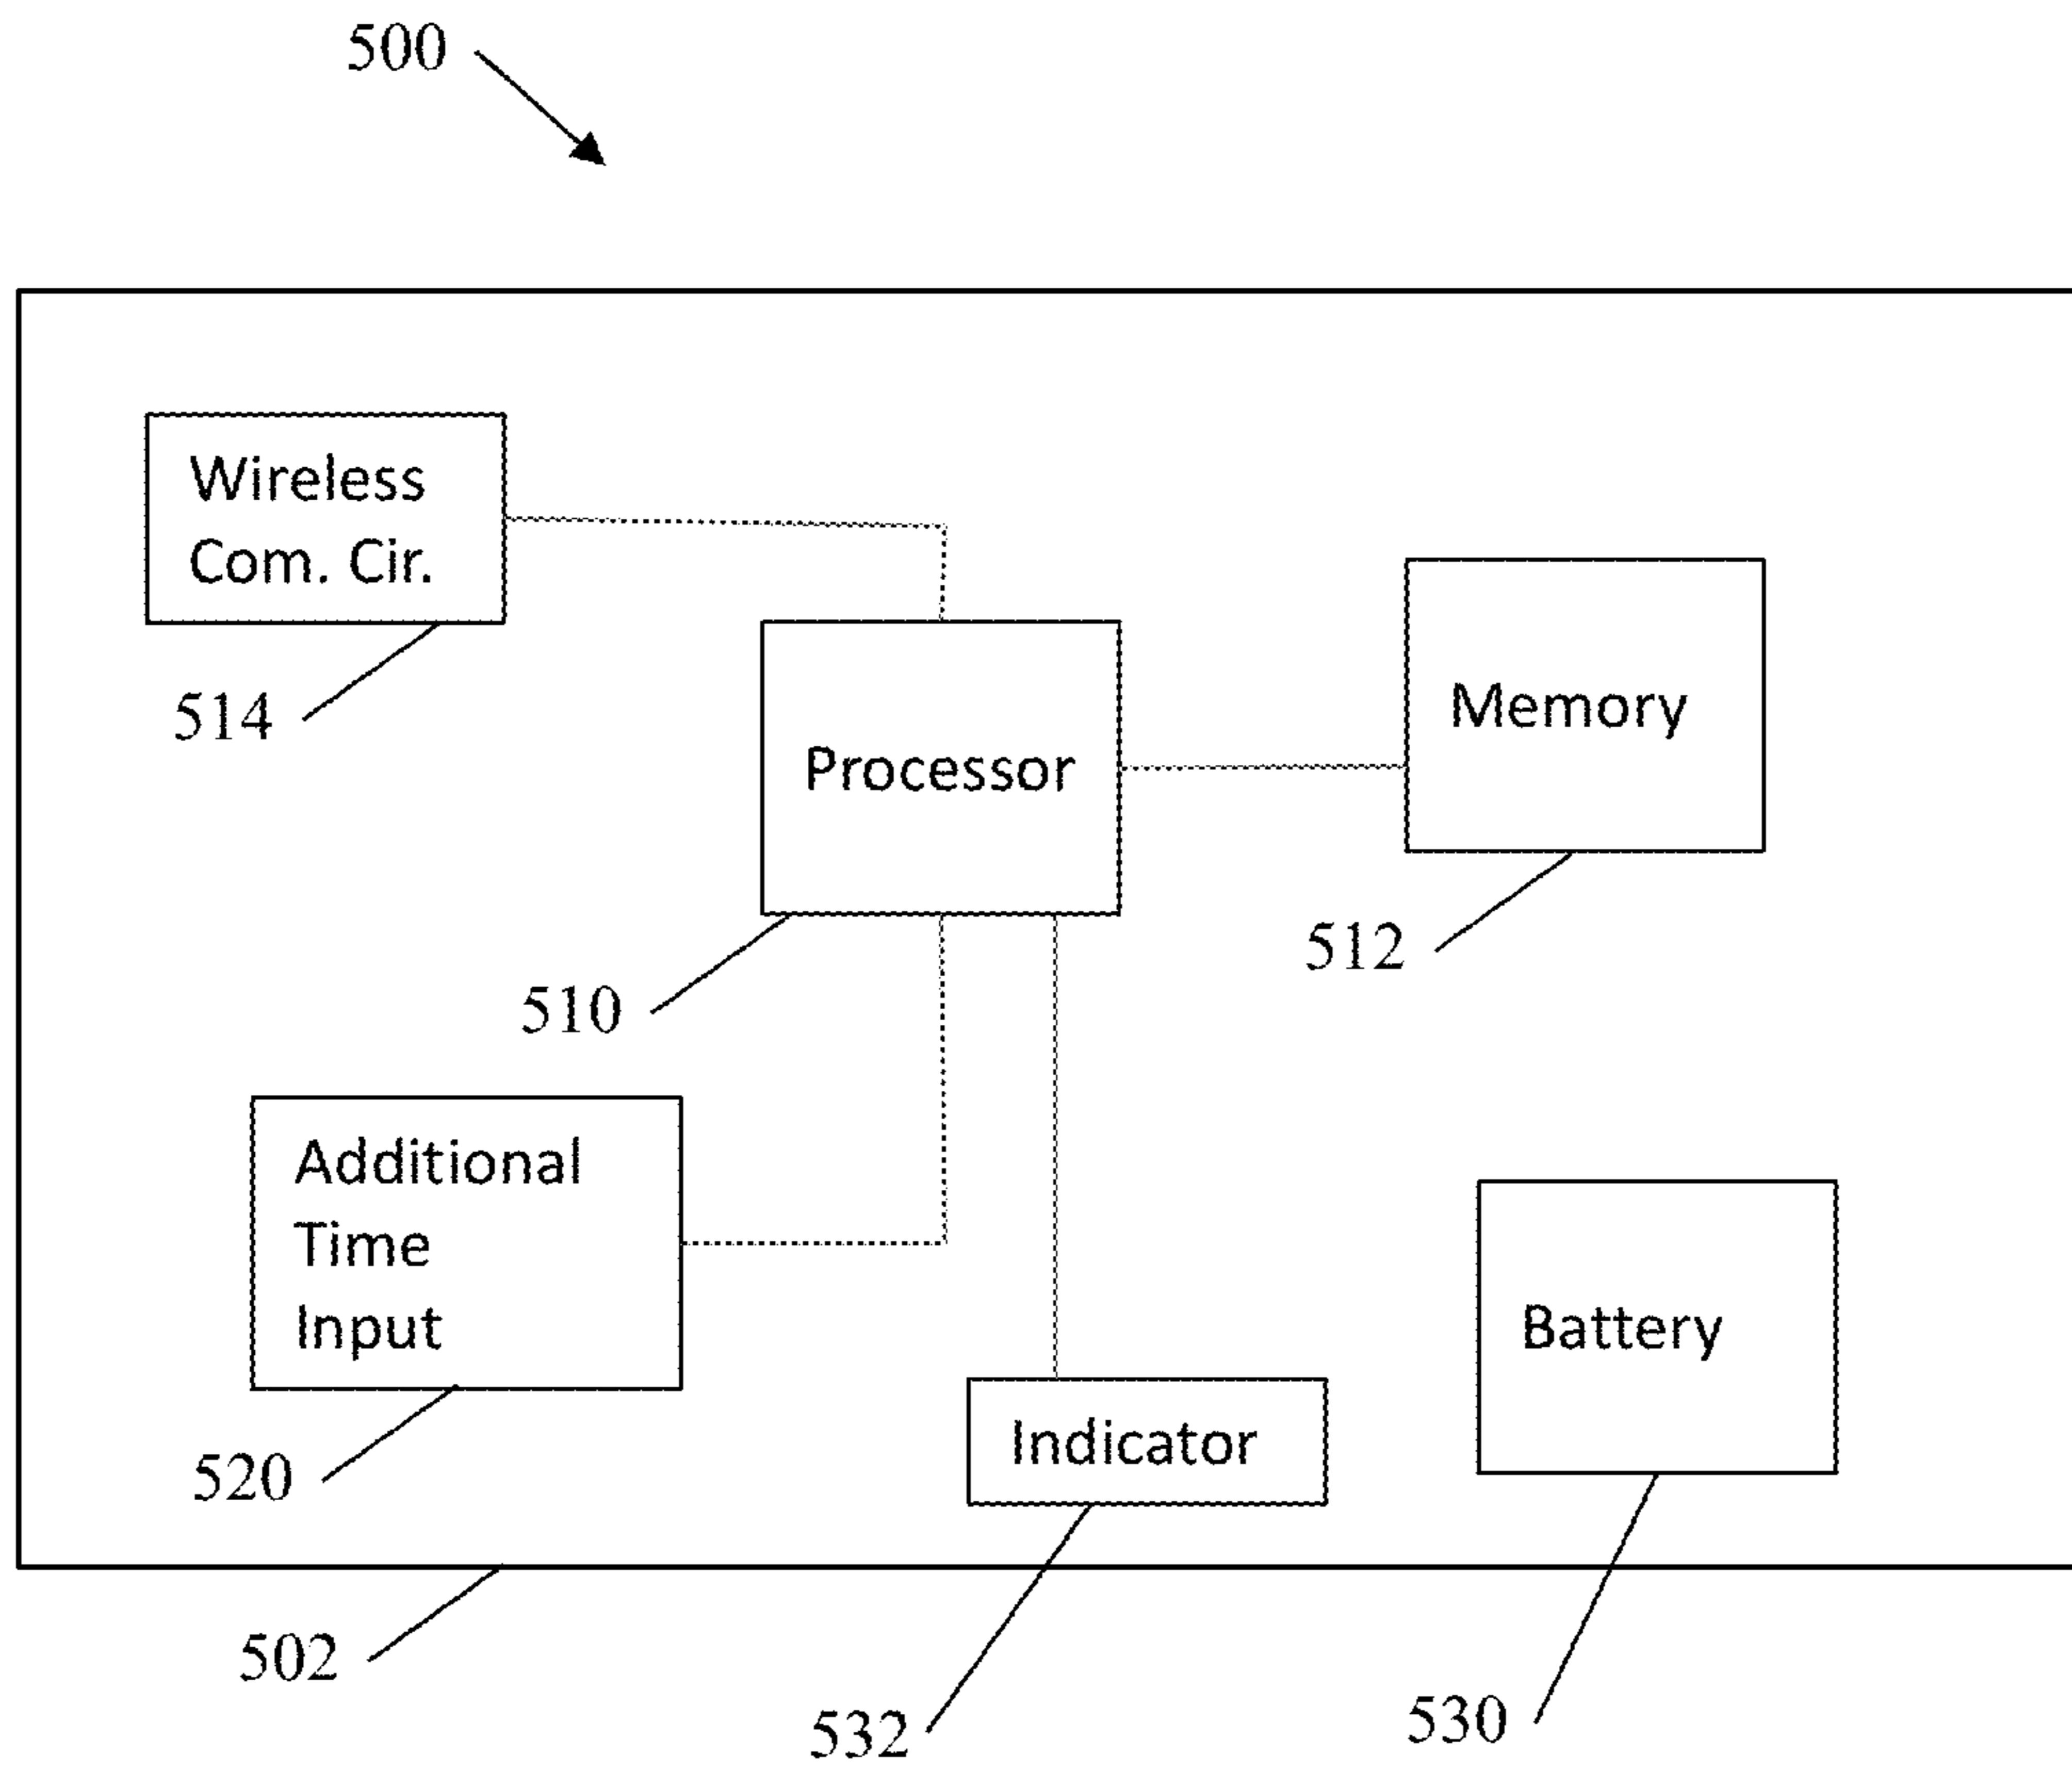 500
Wireless
Com. Cir.
514
Processor
Memory
512
510
Additional
Time
Input
Battery
Indicator
520
502
532
530